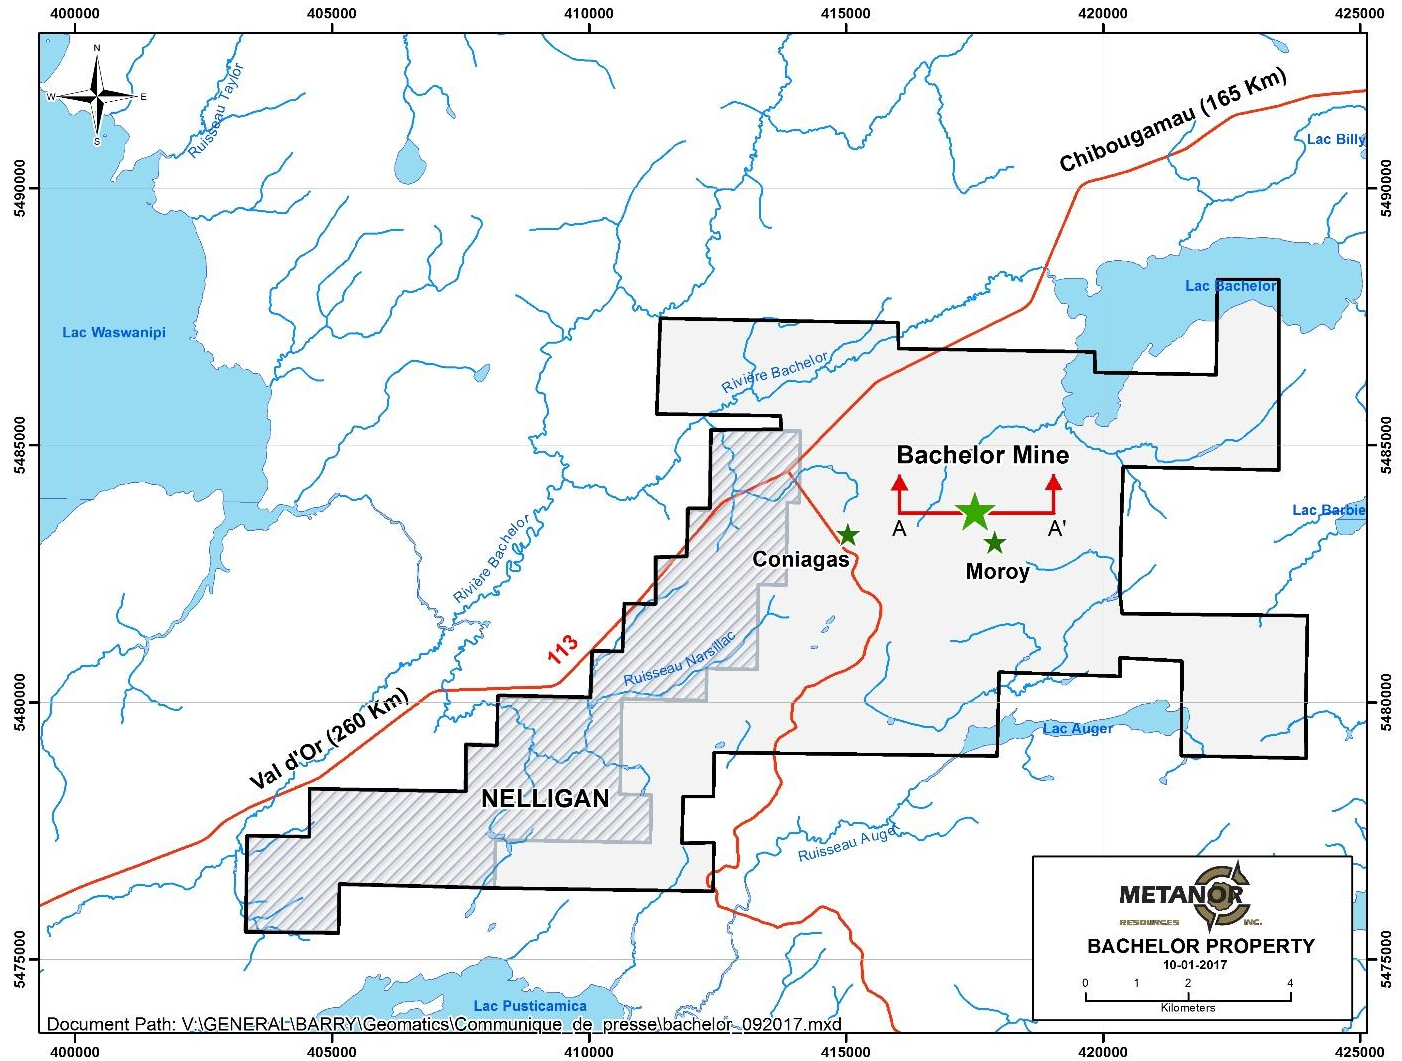 400000 405000 410000 415000 420000 425000
N
W E
S
Ruisseau Taylor
Chibougamau (165 Km)
Lac Billy
5490000 5490000
Lac Bachelor
Lac Waswanipi
Rivière Bachelor
5485000 5485000
Bachelor Mine
Lac Barbie
A A'
Rivière Bachelor
Coniagas
Moroy
113
Ruisseau Narsillac
5480000 5480000
Val d'Or (260 Km)
Lac Auger
NELLIGAN
Ruisseau Auge
METANOR
RESOURCES INC.
BACHELOR PROPERTY
10-01-2017
5475000 5475000
0 1 2 4
Kilometers
Lac Pusticamica
Document Path: V:\GENERAL\BARRY\Geomatics\Communique_de_presse\bachelor_092017.mxd
400000 405000 410000 415000 420000 425000